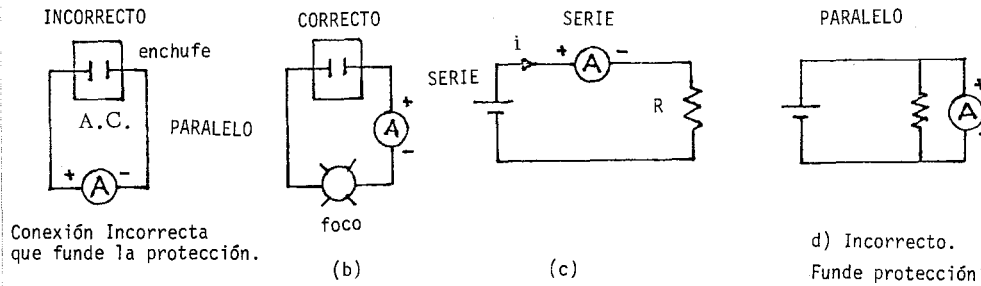 INCORRECTO
enchufe
A.C.
PARALELO
+ A -
Conexión Incorrecta
que funde la protección.
CORRECTO
+
A
-
foco
(b)
SERIE
i
+ A -
SERIE
R
(c)
PARALELO
+
A
d) Incorrecto.
Funde protección